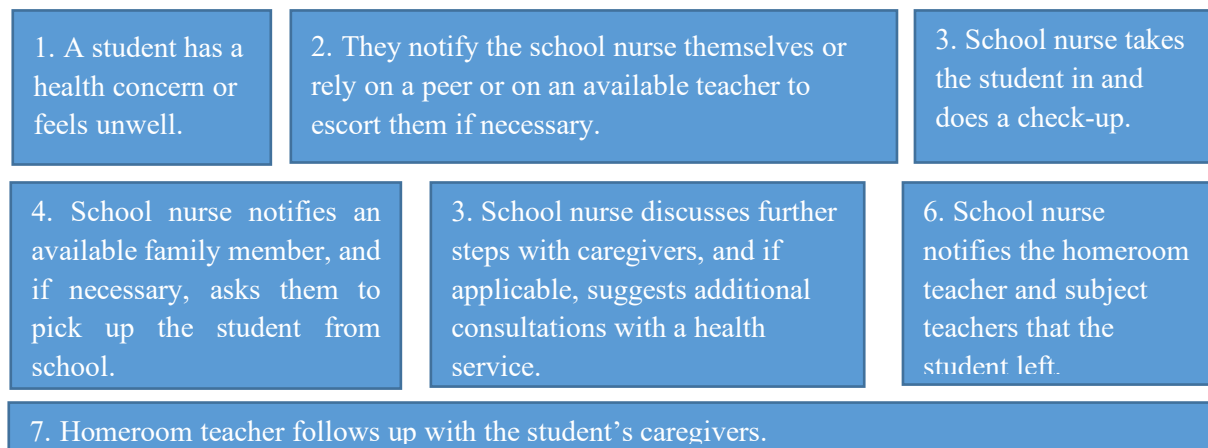 1. A student has a
health concern or
feels unwell.
2. They notify the school nurse themselves or
rely on a peer or on an available teacher to
escort them if necessary.
3. School nurse takes
the student in and
does a check-up.
4. School nurse notifies an
available family member, and
if necessary, asks them to
pick up the student from
school.
3. School nurse discusses further
steps with caregivers, and if
applicable, suggests additional
consultations with a health
service.
6. School nurse
notifies the homeroom
teacher and subject
teachers that the
student left.
7. Homeroom teacher follows up with the student’s caregivers.